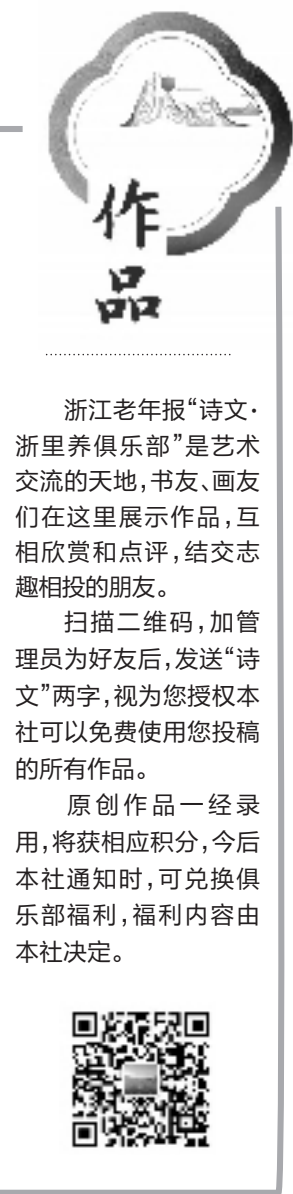 作
品
浙江老年报“诗文·
浙里养俱乐部”是艺术
交流的天地,书友、画友
们在这里展示作品,互
相欣赏和点评,结交志
趣相投的朋友。
扫描二维码,加管
理员为好友后,发送“诗
文”两字,视为您授权本
社可以免费使用您投稿
的所有作品。
原创作品一经录
用,将获相应积分,今后
本社通知时,可兑换俱
乐部福利,福利内容由
本社决定。